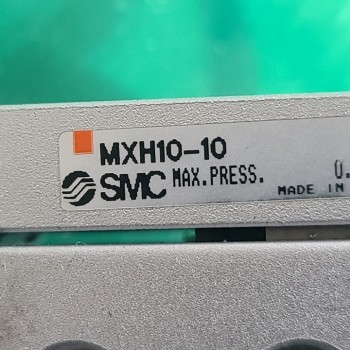 MXH10-10
SMC MAX.PRESS. 0.
MADE IN